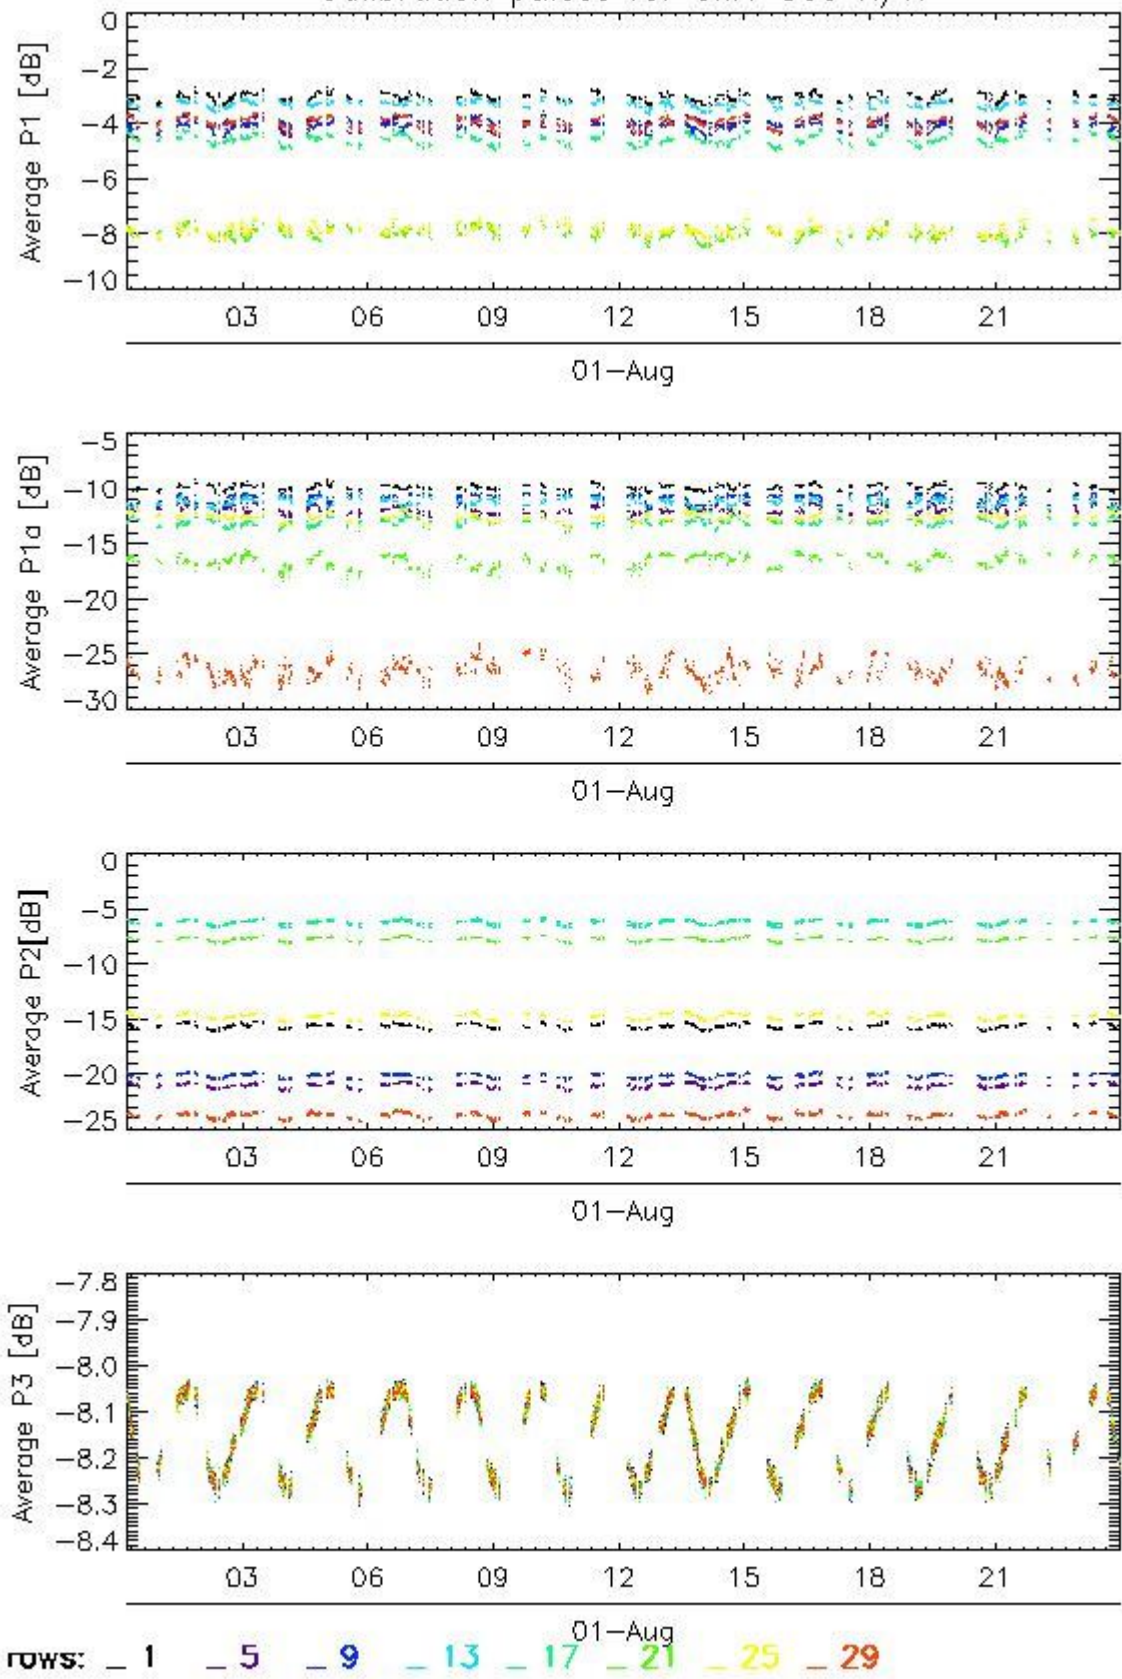 0
-2
-4
-6
-8
-10
Average P1 [dB]
03 06 09 12 15 18 21
01-Aug
-5
-10
-15
-20
-25
-30
Average P1a [dB]
03 06 09 12 15 18 21
01-Aug
0
-5
-10
-15
-20
-25
Average P2[dB]
03 06 09 12 15 18 21
01-Aug
-7.8
-7.9
-8.0
-8.1
-8.2
-8.3
-8.4
Average P3 [dB]
03 06 09 12 15 18 21
01-Aug
rows: _ 1 _ 5 _ 9 _ 13 _ 17 _ 21 _ 25 _ 29